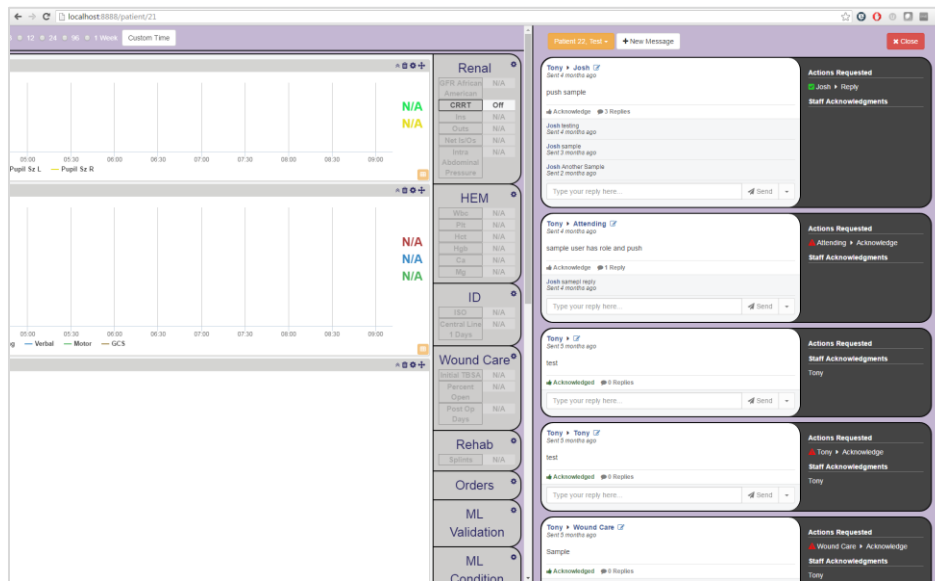 localhost:8888/patient/21
12 24 96 1 Week Custom Time
N/A
N/A
05:00 05:30 06:00 06:30 07:00 07:30 08:00 08:30 09:00
Pupil Sz L Pupil Sz R
N/A
N/A
N/A
05:00 05:30 06:00 06:30 07:00 07:30 08:00 08:30 09:00
Verbal Motor GCS
Renal
GFR African American N/A
CRRT Off
Ins N/A
Outs N/A
Net Is/Os N/A
Intra Abdominal Pressure N/A
HEM
Wbc N/A
Plt N/A
Hct N/A
Hgb N/A
Ca N/A
Mg N/A
ID
ISO N/A
Central Line 1 Days N/A
Wound Care
Initial TBSA N/A
Percent Open N/A
Post Op Days N/A
Rehab
Splints N/A
Orders
ML
Validation
ML
Condition
Patient 22, Test
+ New Message
Close
Tony Josh
Sent 4 months ago
push sample
Acknowledge 3 Replies
Josh testing
Sent 4 months ago
Josh sample
Sent 3 months ago
Josh Another Sample
Sent 2 months ago
Type your reply here... Send
Actions Requested
Josh Reply
Staff Acknowledgments
Tony Attending
Sent 4 months ago
sample user has role and push
Acknowledge 1 Reply
Josh samepl reply
Sent 4 months ago
Type your reply here... Send
Actions Requested
Attending Acknowledge
Staff Acknowledgments
Tony
Sent 5 months ago
test
Acknowledged 0 Replies
Type your reply here... Send
Actions Requested
Staff Acknowledgments
Tony
Tony Tony
Sent 5 months ago
test
Acknowledged 0 Replies
Type your reply here... Send
Actions Requested
Tony Acknowledge
Staff Acknowledgments
Tony
Tony Wound Care
Sent 5 months ago
Sample
Acknowledged 0 Replies
Actions Requested
Wound Care Acknowledge
Staff Acknowledgments
Tony